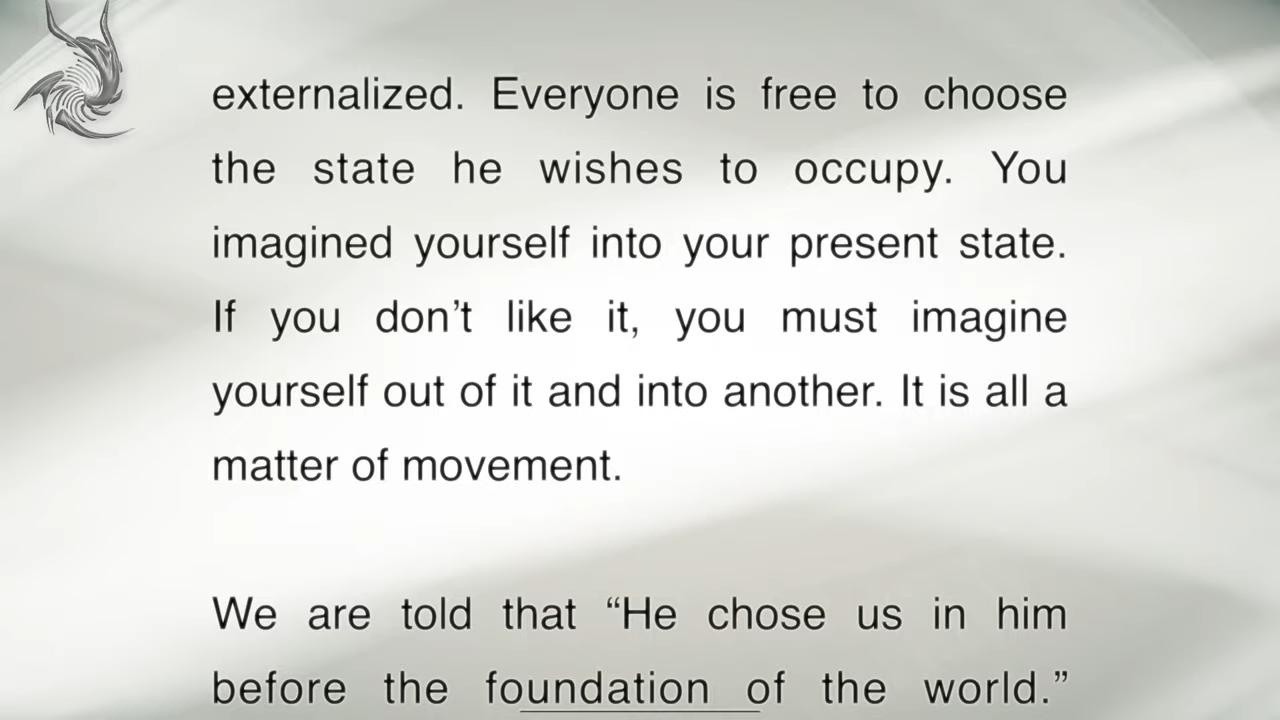 externalized. Everyone is free to choose
the state he wishes to occupy. You
imagined yourself into your present state.
If you don’t like it, you must imagine
yourself out of it and into another. It is all a
matter of movement.
We are told that “He chose us in him
before the foundation of the world.”